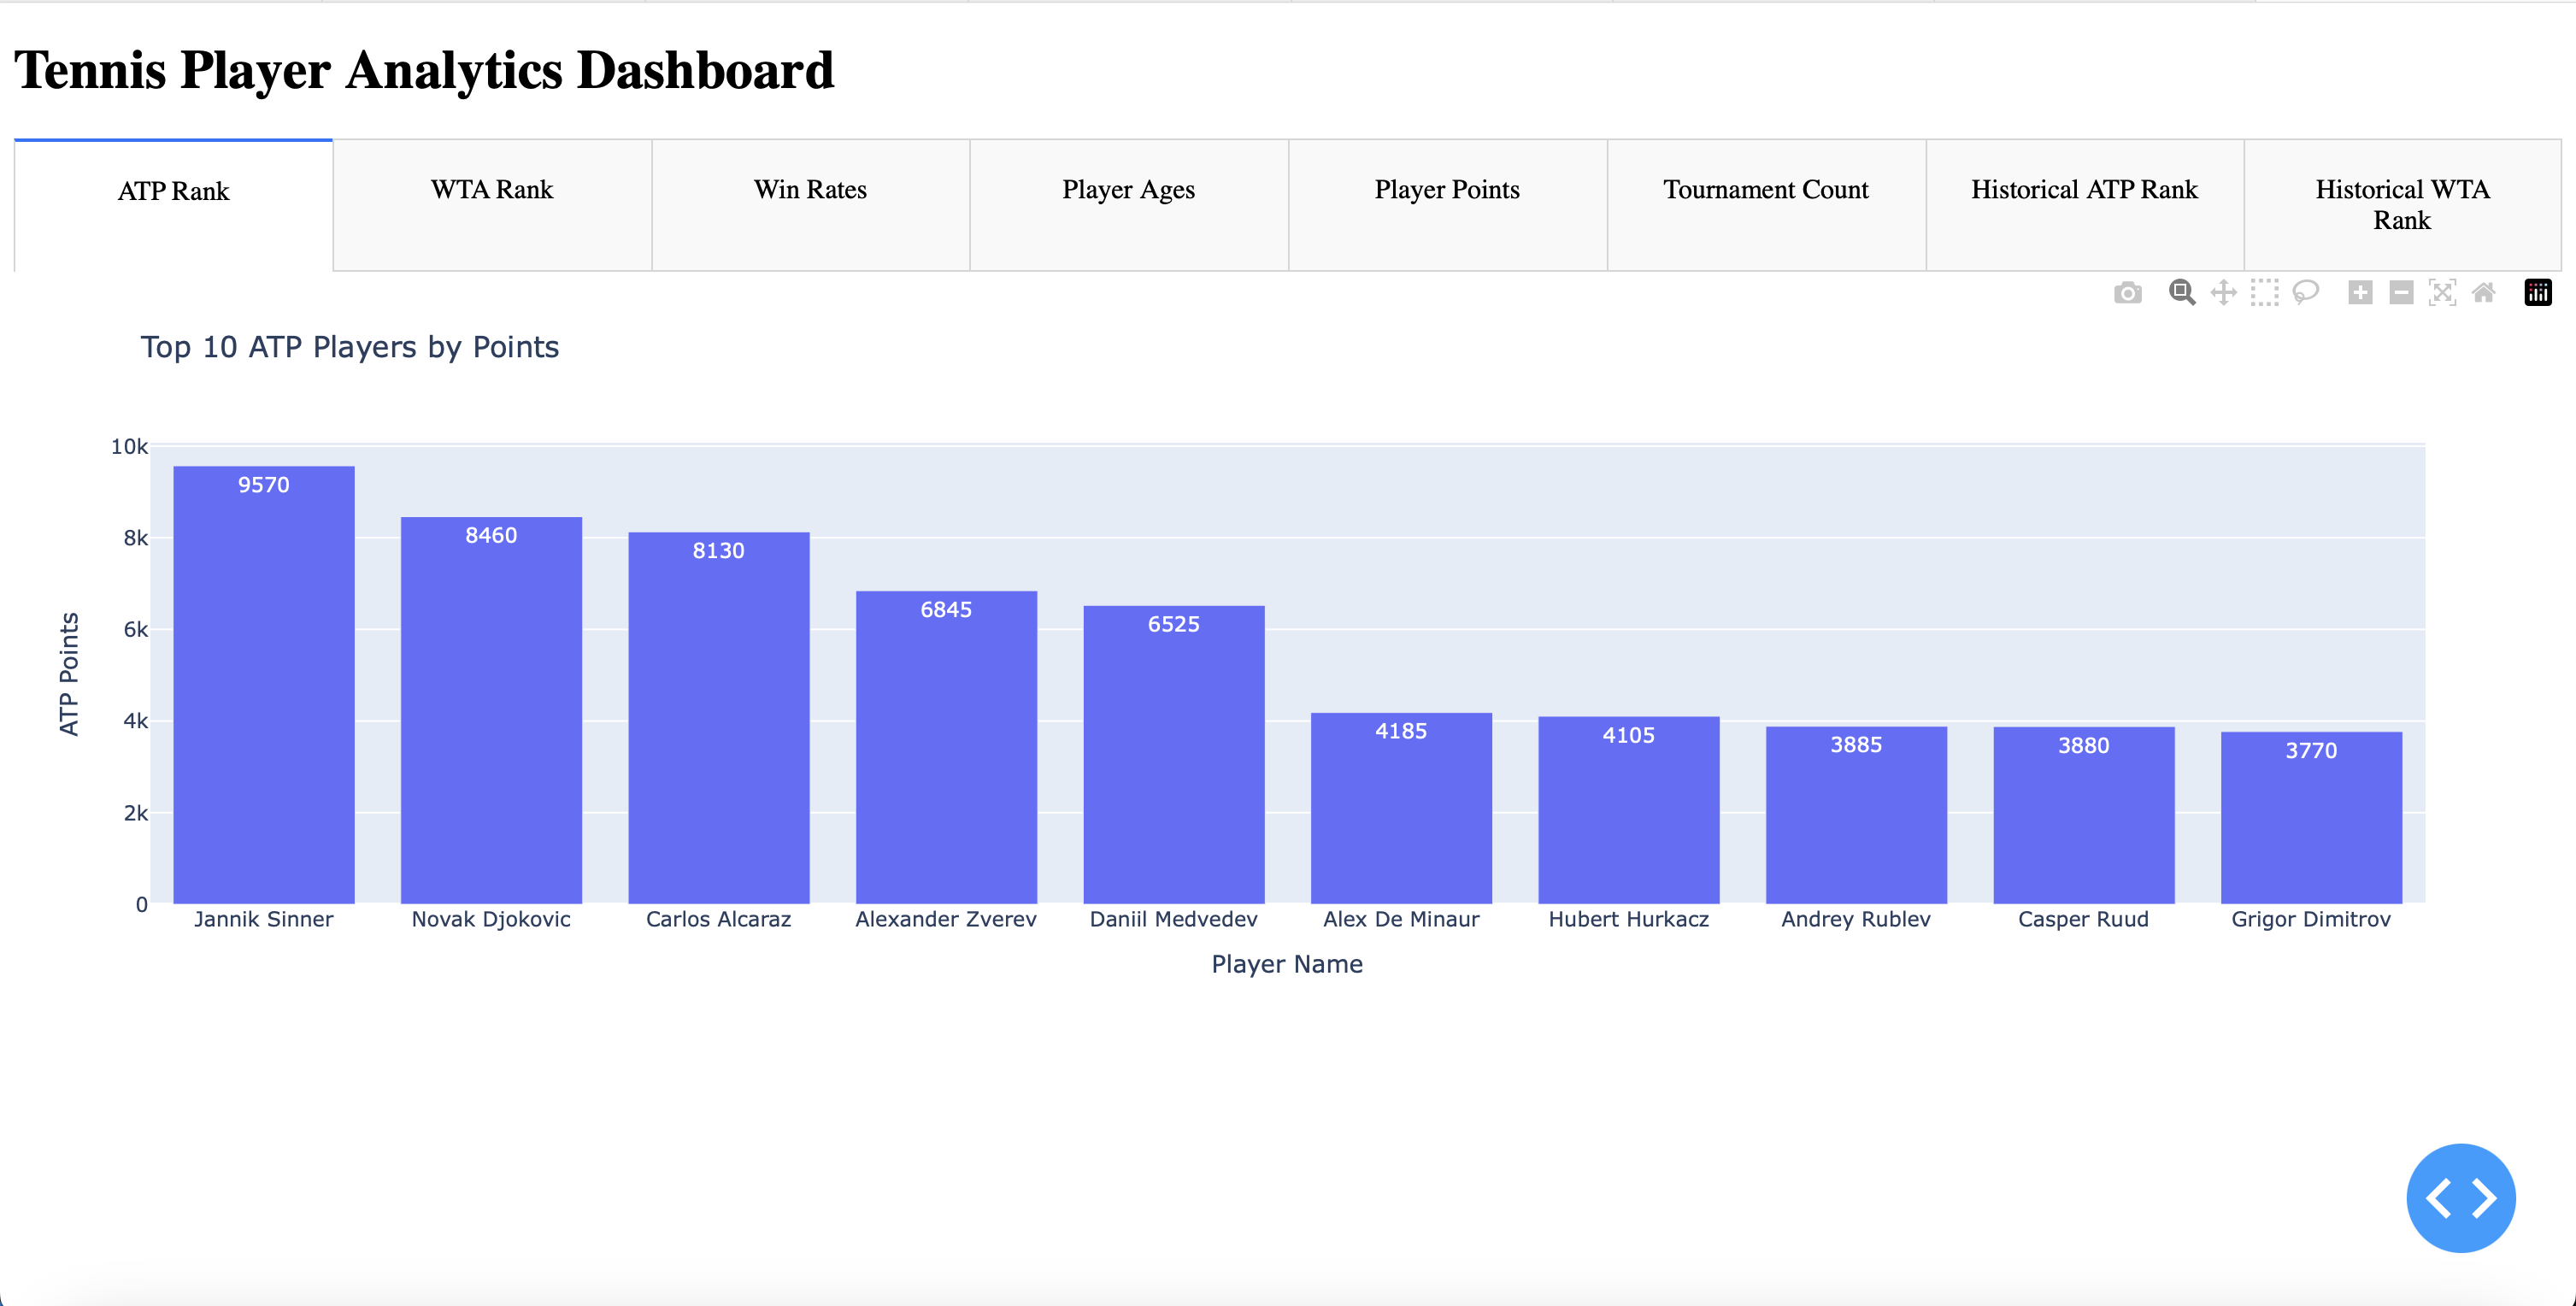 Tennis Player Analytics Dashboard
ATP Rank
WTA Rank
Win Rates
Player Ages
Player Points
Tournament Count
Historical ATP Rank
Historical WTA
Rank
Top 10 ATP Players by Points
10k
8k
6k
4k
2k
0
ATP Points
9570
8460
8130
6845
6525
4185
4105
3885
3880
3770
Jannik Sinner
Novak Djokovic
Carlos Alcaraz
Alexander Zverev
Daniil Medvedev
Alex De Minaur
Hubert Hurkacz
Andrey Rublev
Casper Ruud
Grigor Dimitrov
Player Name